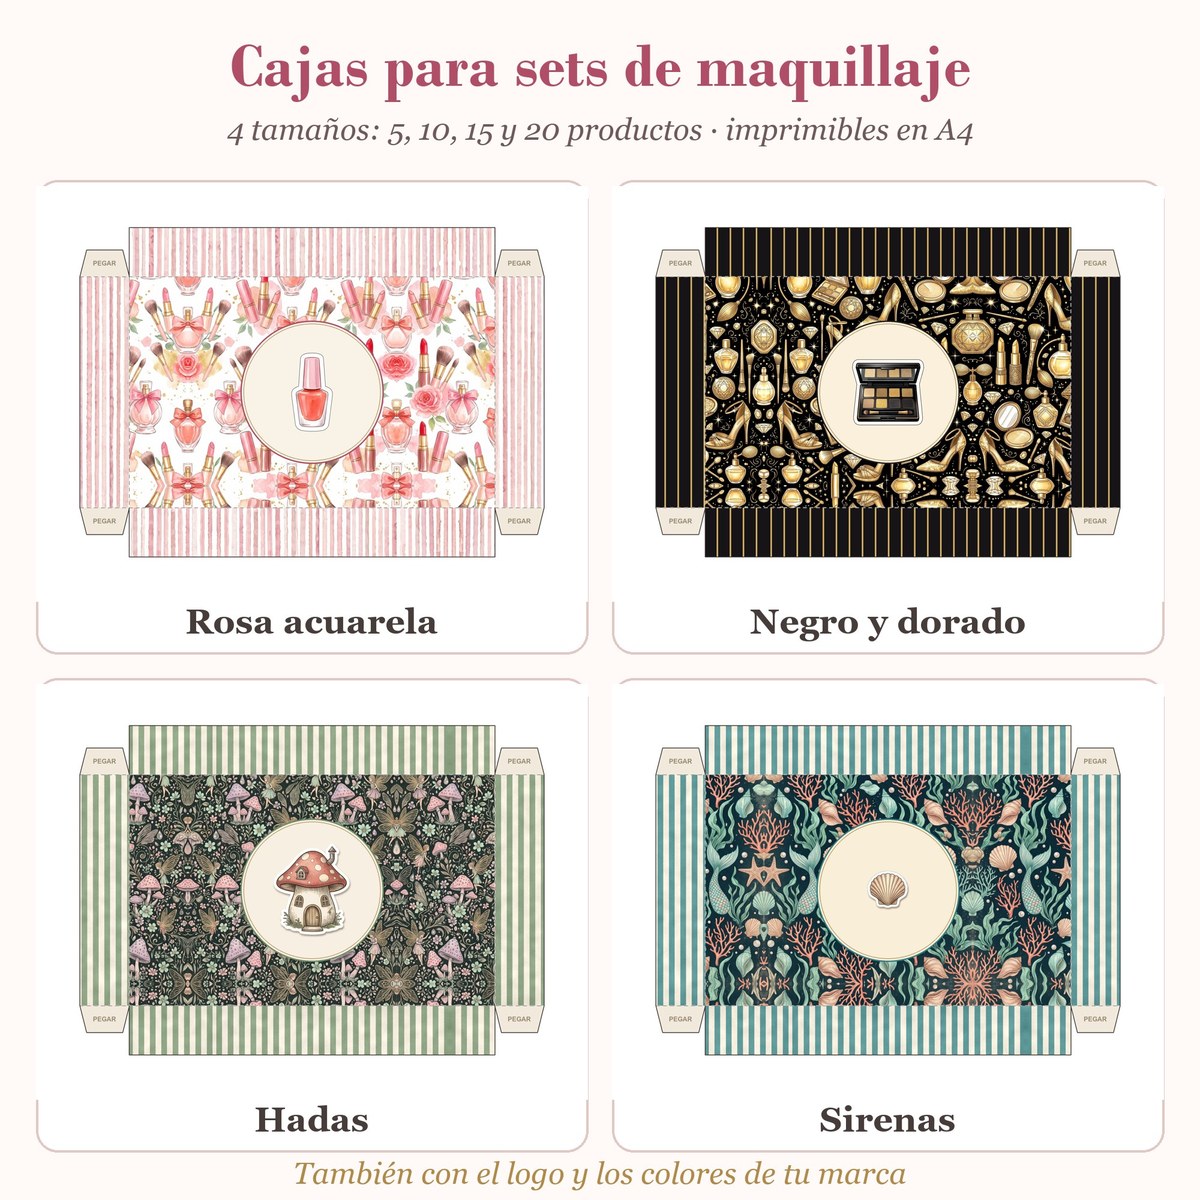 Cajas para sets de maquillaje
4 tamaños: 5, 10, 15 y 20 productos · imprimibles en A4
PEGAR PEGAR PEGAR PEGAR
PEGAR PEGAR PEGAR PEGAR
Rosa acuarela Negro y dorado
PEGAR PEGAR PEGAR PEGAR
PEGAR PEGAR PEGAR PEGAR
Hadas Sirenas
También con el logo y los colores de tu marca